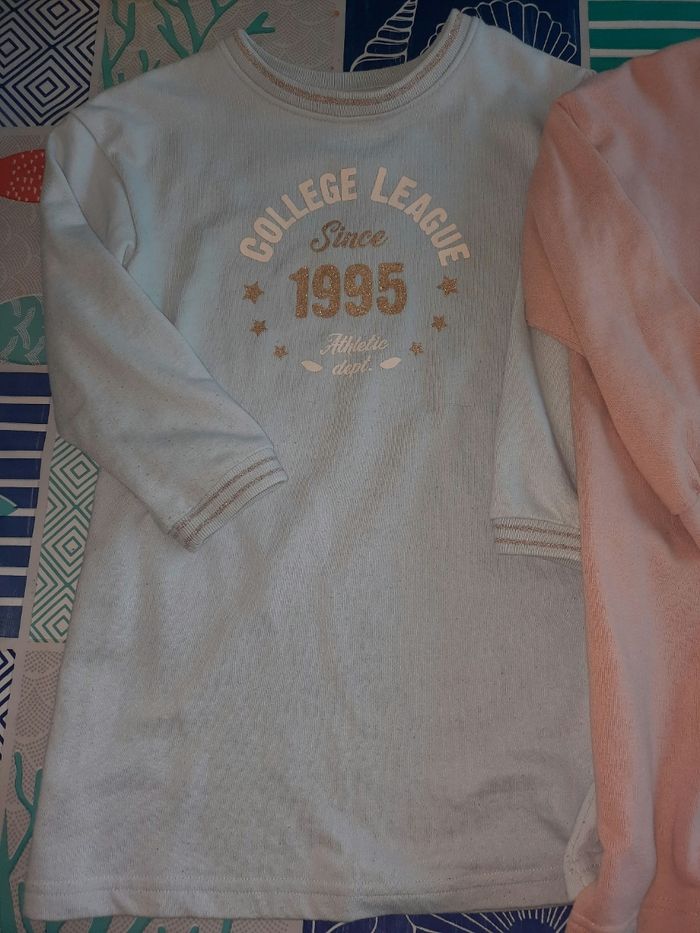 COLLEGE LEAGUE
Since
1995
Athletic
dept.